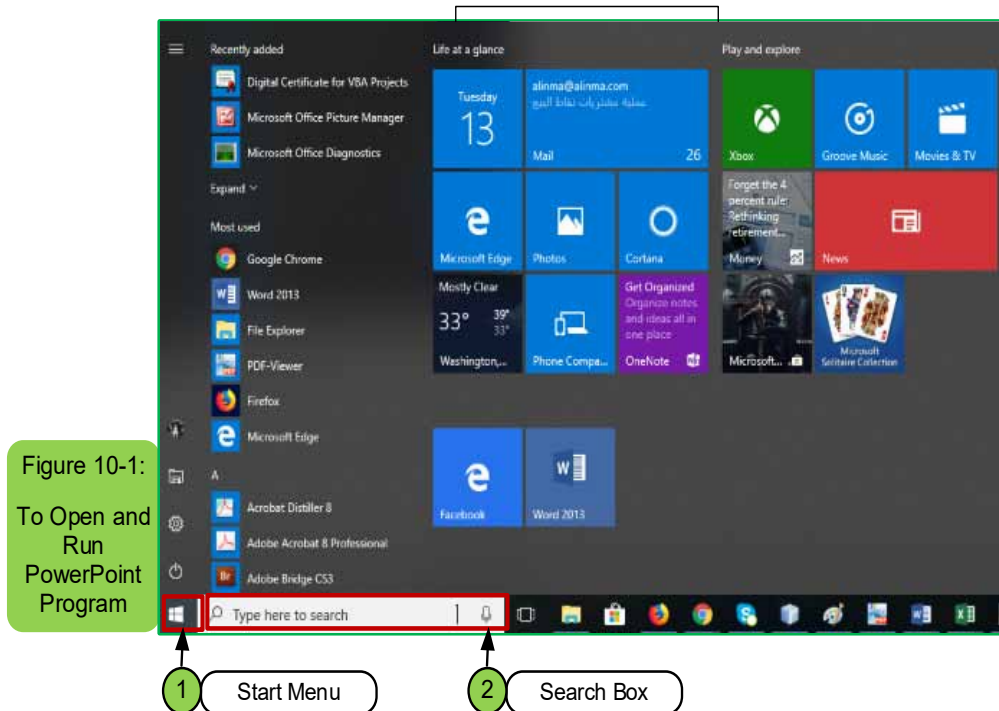 Recently added
Digital Certificate for VBA Projects
Microsoft Office Picture Manager
Microsoft Office Diagnostics
Expand
Most used
Google Chrome
Word 2013
File Explorer
PDF-Viewer
Firefox
Microsoft Edge
A
Acrobat Distiller 8
Adobe Acrobat 8 Professional
Adobe Bridge CS3
Type here to search
Life at a glance
Tuesday
13
alinma@alinma.com
عملية مشتريات نقاط البيع
Mail 26
Microsoft Edge
Photos
Cortana
Mostly Clear
33° 39°
33°
Washington,...
Phone Compa...
Get Organized
Organize notes
and ideas all in
one place
OneNote
Facebook
Word 2013
Play and explore
Xbox
Groove Music
Movies & TV
Forget the 4
percent rule:
Rethinking
retirement...
Money
News
Microsoft...
Microsoft
Solitaire Collection
Figure 10-1:
To Open and
Run
PowerPoint
Program
1 Start Menu
2 Search Box